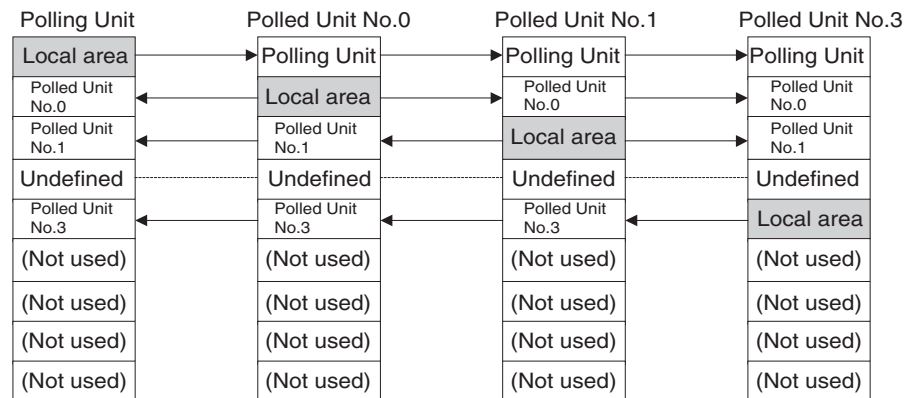 Polling Unit Polled Unit No.0 Polled Unit No.1 Polled Unit No.3
Local area Polling Unit Polling Unit Polling Unit
Polled Unit No.0 Local area Polled Unit No.0 Polled Unit No.0
Polled Unit No.1 Polled Unit No.1 Local area Polled Unit No.1
Undefined Undefined Undefined Undefined
Polled Unit No.3 Polled Unit No.3 Polled Unit No.3 Local area
(Not used) (Not used) (Not used) (Not used)
(Not used) (Not used) (Not used) (Not used)
(Not used) (Not used) (Not used) (Not used)
(Not used) (Not used) (Not used) (Not used)